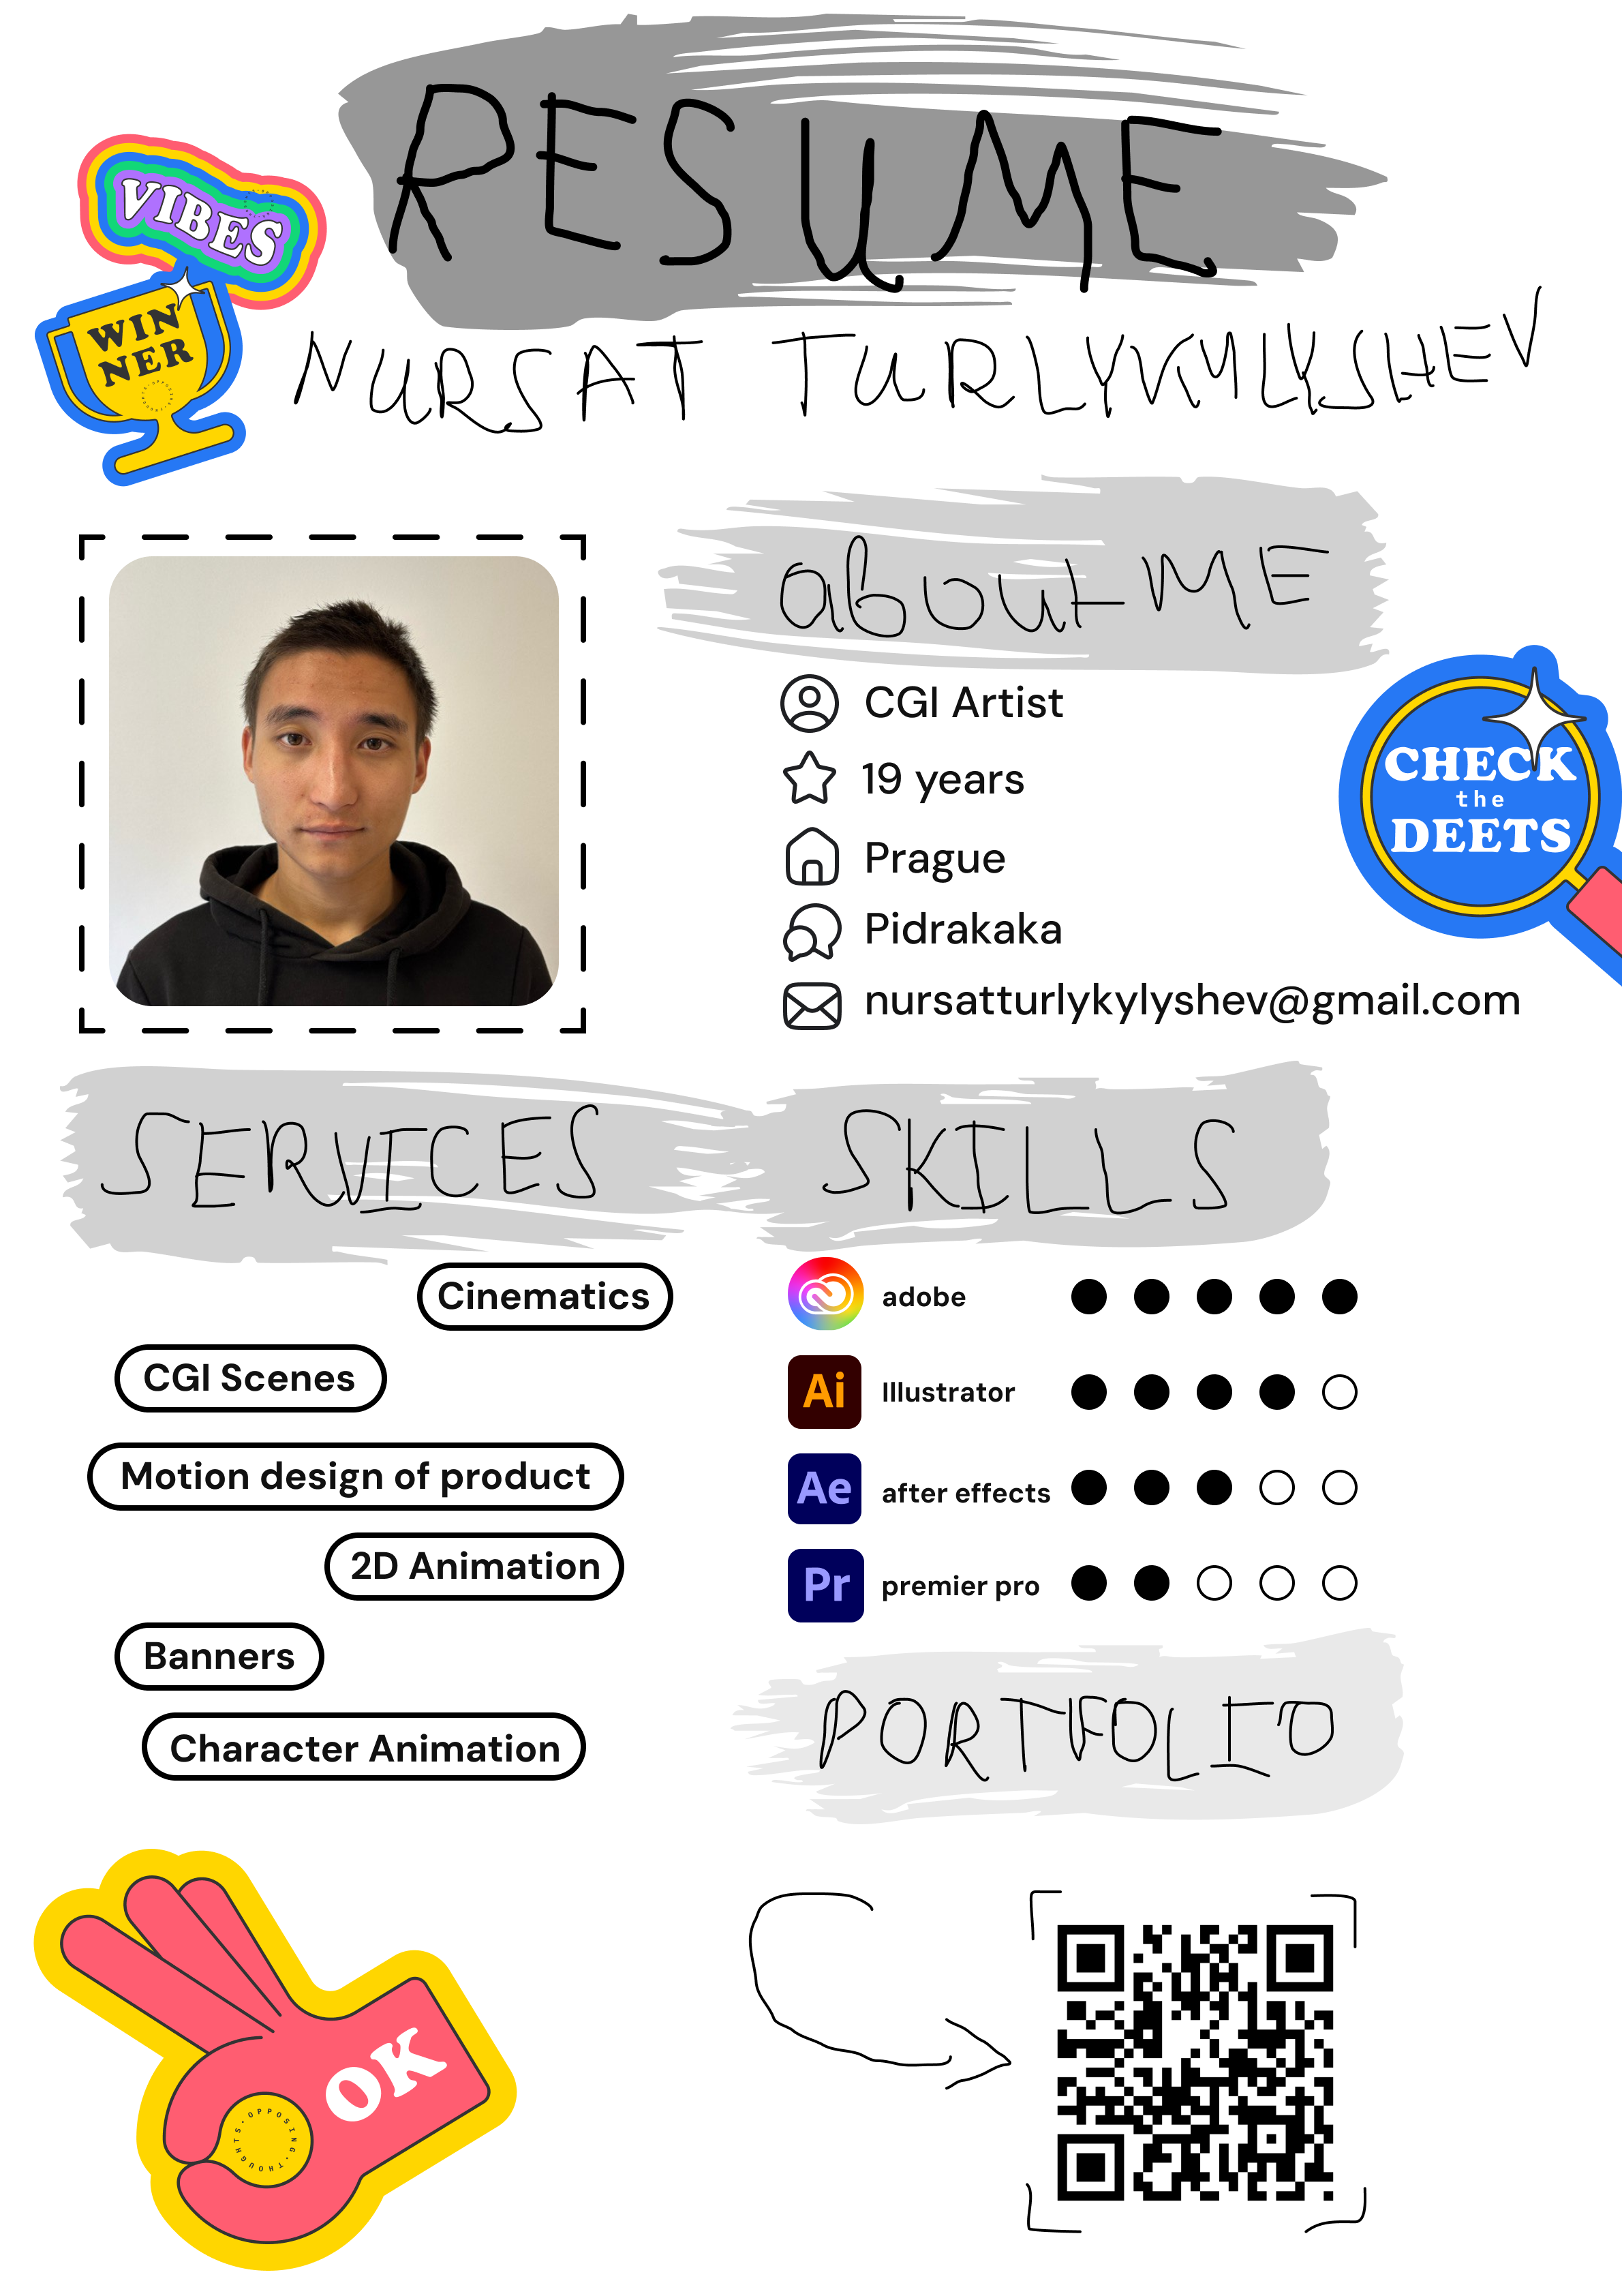 RESUME
VIBES
WIN
NER
NURSAT TURLYKYLYSHEV
about ME
CGI Artist
19 years
Prague
Pidrakaka
nursatturlykylyshev@gmail.com
CHECK
the
DEETS
SERVICES
Cinematics
CGI Scenes
Motion design of product
2D Animation
Banners
Character Animation
SKILLS
adobe
Ai Illustrator
Ae after effects
Pr premier pro
PORTFOLIO
OK
OPPOSING·THOUGHTS·